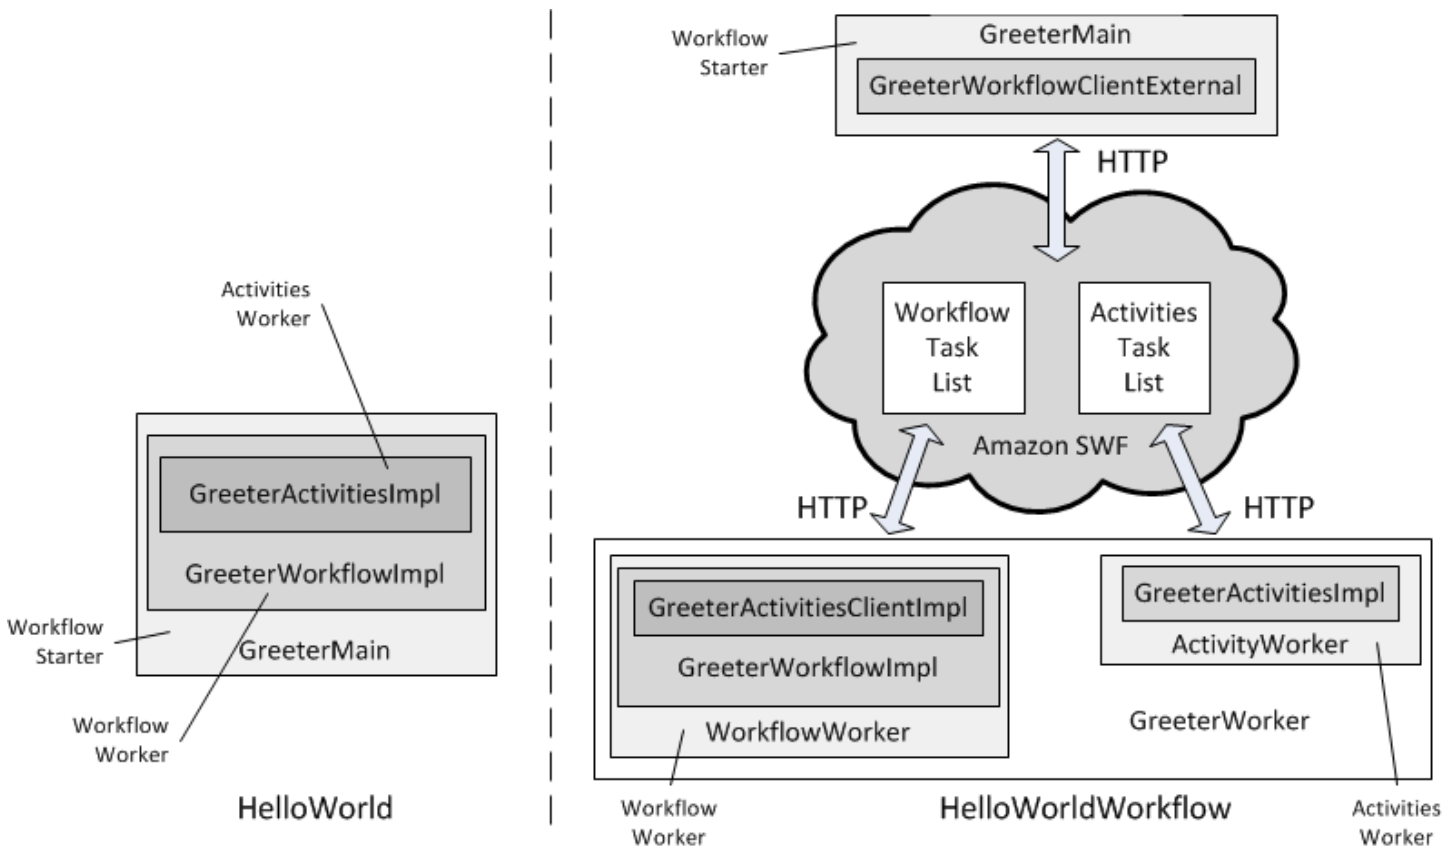 Activities
Worker
GreeterActivitiesImpl
GreeterWorkflowImpl
Workflow
Starter
GreeterMain
Workflow
Worker
HelloWorld
Workflow
Starter
GreeterMain
GreeterWorkflowClientExternal
HTTP
Workflow
Task
List
Activities
Task
List
Amazon SWF
HTTP
HTTP
GreeterActivitiesClientImpl
GreeterWorkflowImpl
WorkflowWorker
GreeterActivitiesImpl
ActivityWorker
GreeterWorker
Workflow
Worker
HelloWorldWorkflow
Activities
Worker